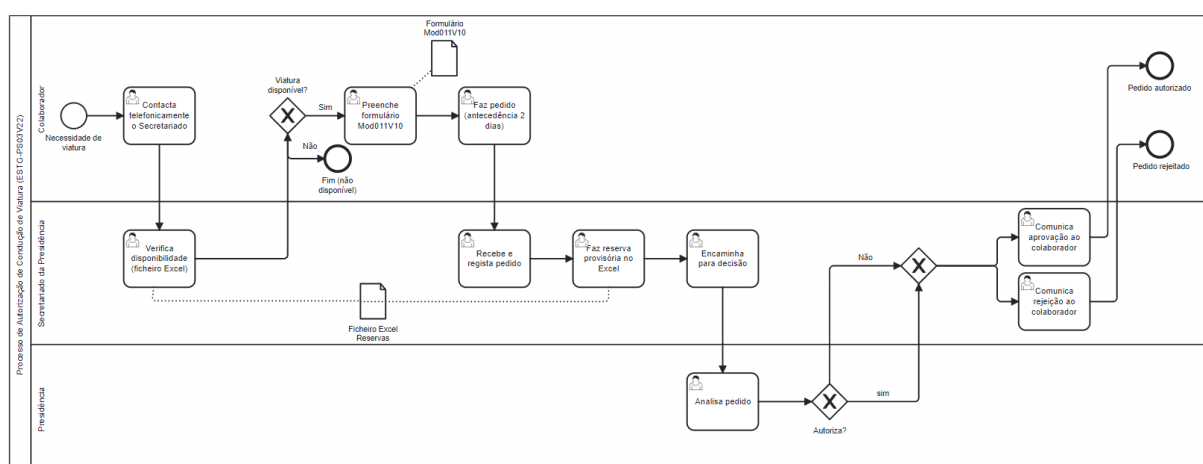 Processo de Autorização de Condução de Viatura (ESTG-PS03V22)
Colaborador
Necessidade de
viatura
Contacta
telefonicamente
o Secretariado
Viatura
disponível?
Sim
Não
Fim (não
disponível)
Formulário
Mod011V10
Preenche
formulário
Mod011V10
Faz pedido
(antecedência 2
dias)
Pedido autorizado
Pedido rejeitado
Secretariado da Presidência
Verifica
disponibilidade
(ficheiro Excel)
Ficheiro Excel
Reservas
Recebe e
regista pedido
Faz reserva
provisória no
Excel
Encaminha
para decisão
Não
Comunica
aprovação ao
colaborador
Comunica
rejeição ao
colaborador
Presidência
Analisa pedido
Autoriza?
sim